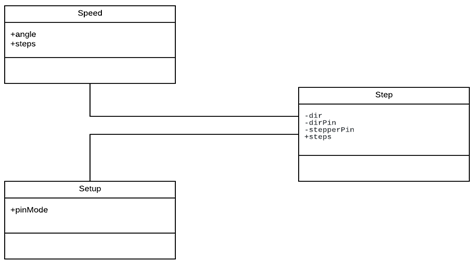 Speed
+angle
+steps
Step
-dir
-dirPin
-stepperPin
+steps
Setup
+pinMode